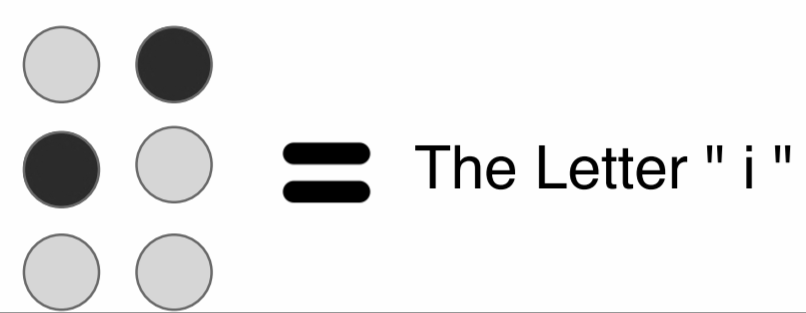 = The Letter " i "